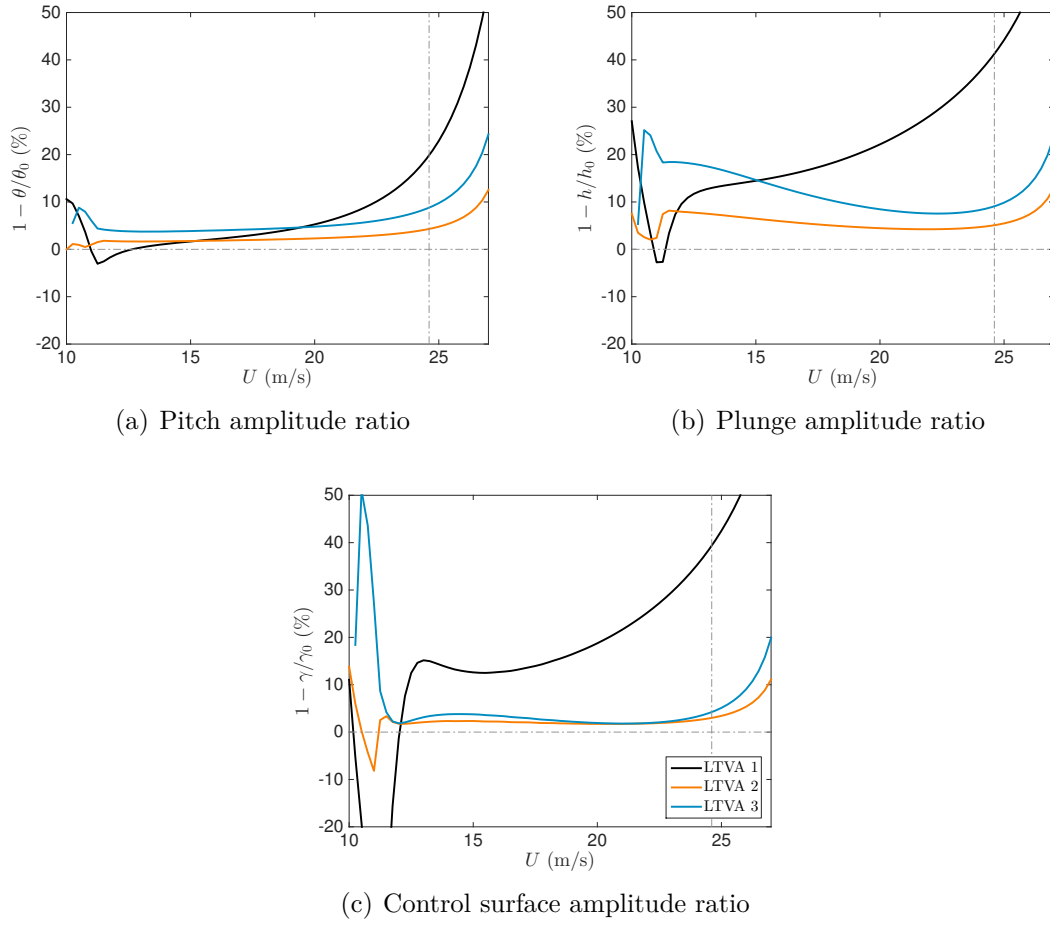 50
40
30
20
10
0
-10
-20
1 − θ/θ₀ (%)
10 15 20 25
U (m/s)
(a) Pitch amplitude ratio
50
40
30
20
10
0
-10
-20
1 − h/h₀ (%)
10 15 20 25
U (m/s)
(b) Plunge amplitude ratio
50
40
30
20
10
0
-10
-20
1 − γ/γ₀ (%)
LTVA 1
LTVA 2
LTVA 3
10 15 20 25
U (m/s)
(c) Control surface amplitude ratio